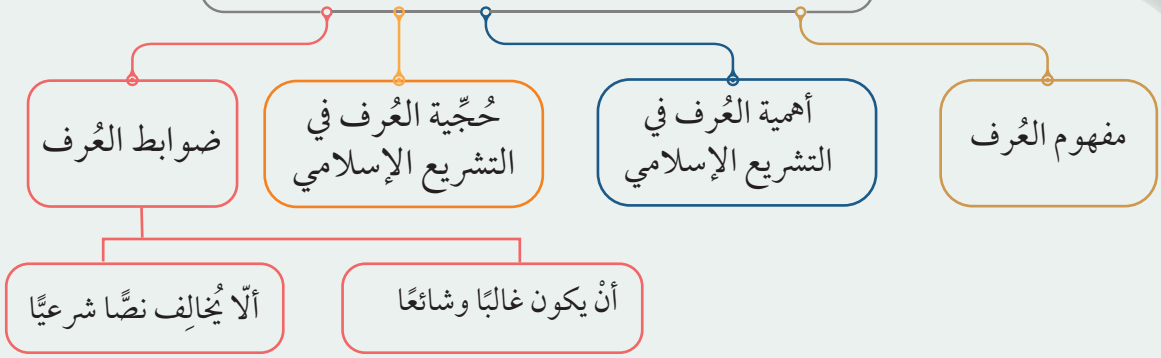 مفهوم العُرف
أهمية العُرف في
التشريع الإسلامي
حُجِّية العُرف في
التشريع الإسلامي
ضوابط العُرف
أنْ يكون غالبًا وشائعًا
ألّا يُخالِف نصًّا شرعيًّا